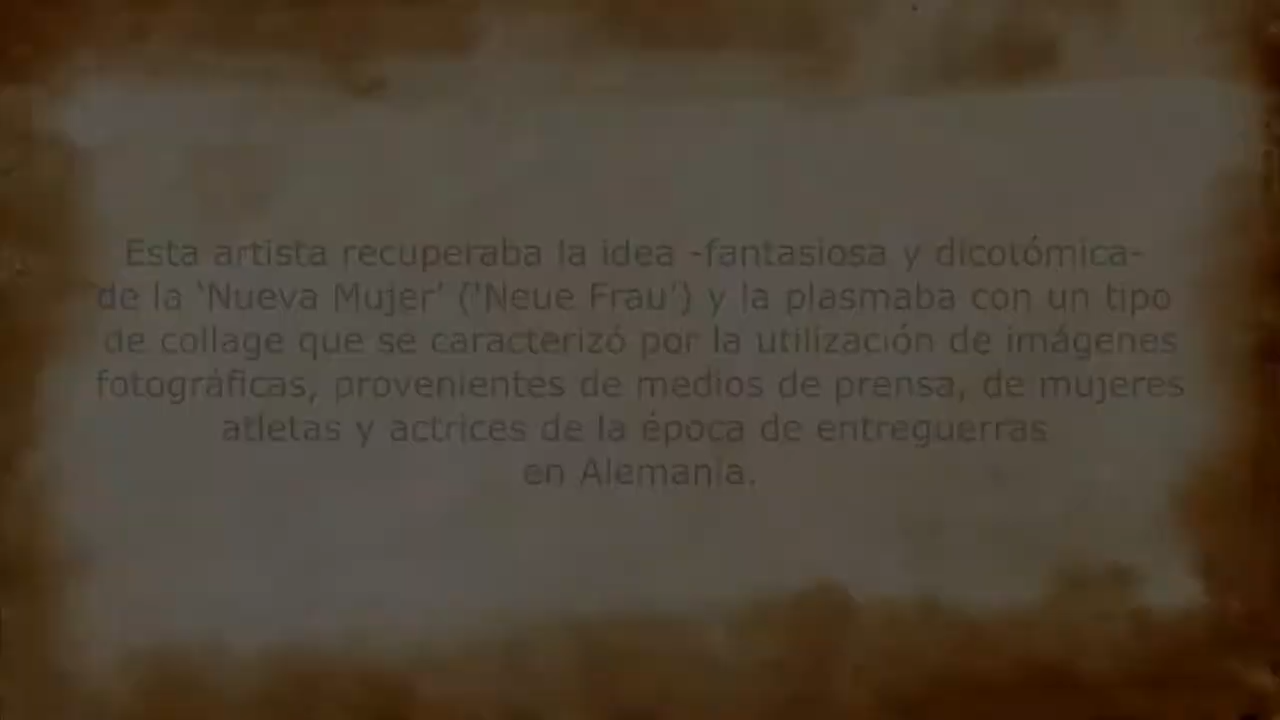 Esta artista recuperaba la idea -fantasiosa y dicotómica-
de la ‘Nueva Mujer’ (‘Neue Frau’) y la plasmaba con un tipo
de collage que se caracterizó por la utilización de imágenes
fotográficas, provenientes de medios de prensa, de mujeres
atletas y actrices de la época de entreguerras
en Alemania.